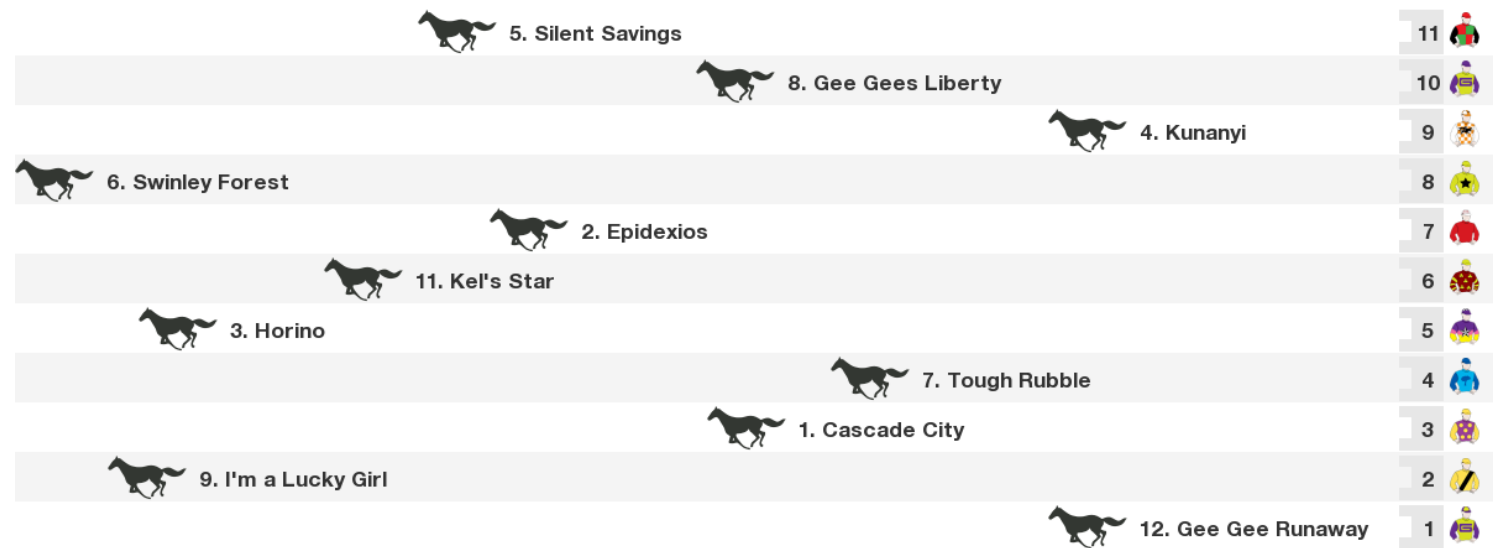 5. Silent Savings 11
8. Gee Gees Liberty 10 G
4. Kunanyi 9
6. Swinley Forest 8
2. Epidexios 7
11. Kel's Star 6
3. Horino 5
7. Tough Rubble 4
1. Cascade City 3
9. I'm a Lucky Girl 2
12. Gee Gee Runaway 1 G